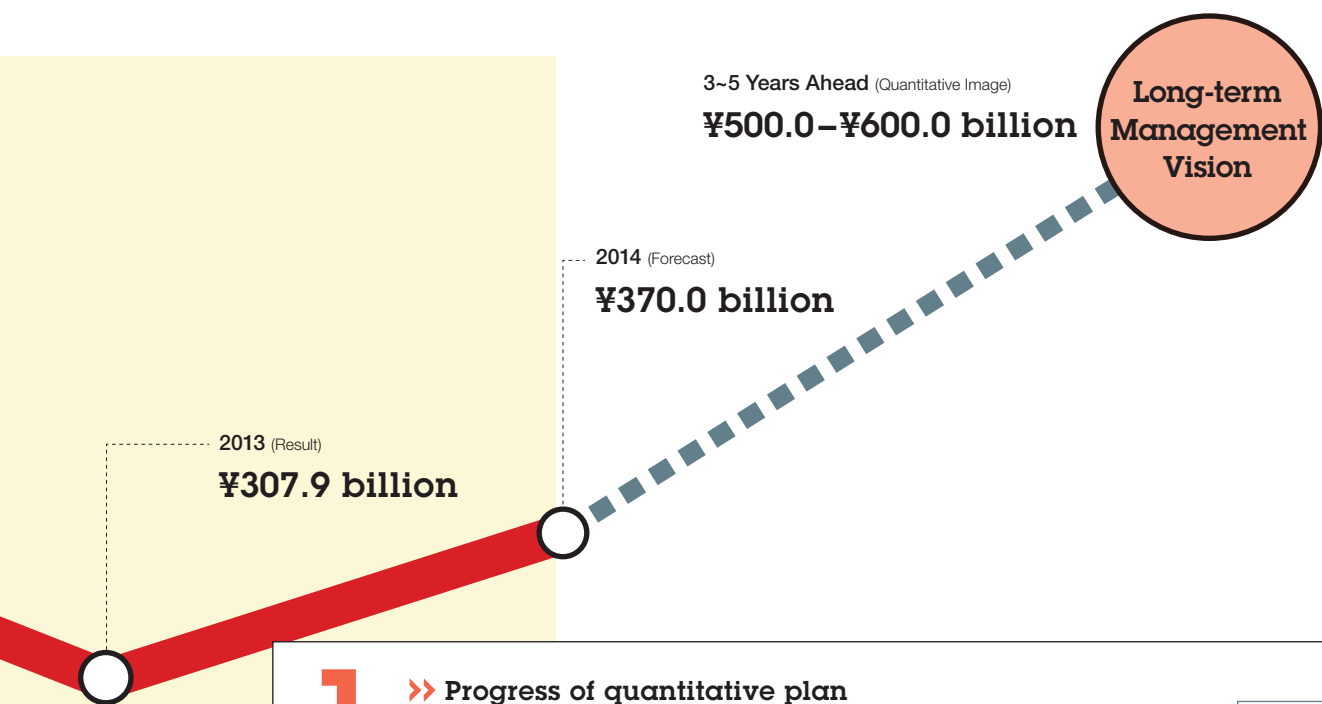 3~5 Years Ahead (Quantitative Image)
¥500.0–¥600.0 billion
Long-term
Management
Vision
2014 (Forecast)
¥370.0 billion
2013 (Result)
¥307.9 billion
1
>> Progress of quantitative plan